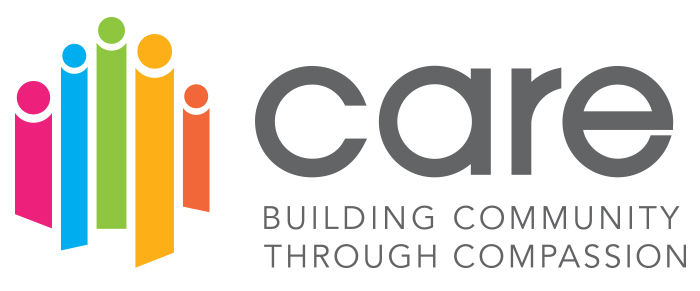 care
BUILDING COMMUNITY
THROUGH COMPASSION